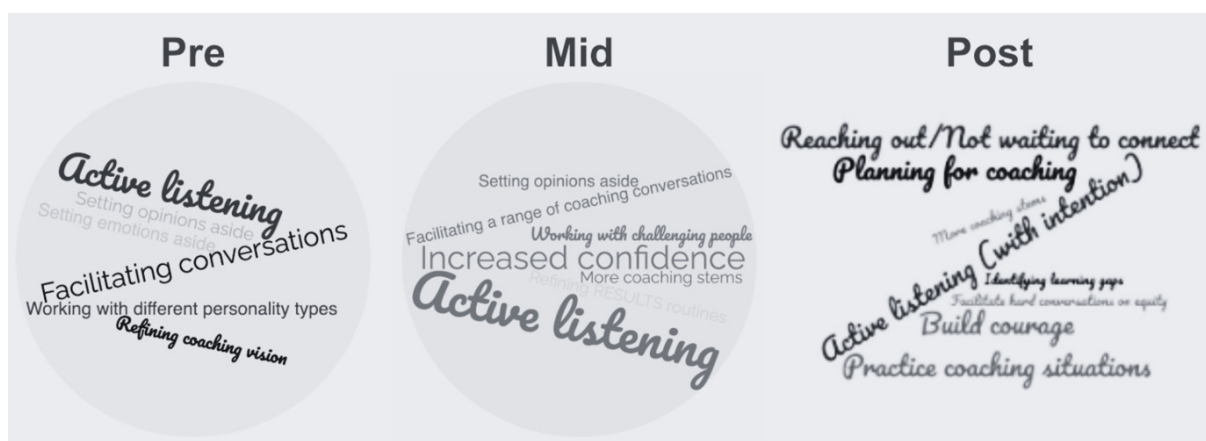 Pre
Active listening
Setting opinions aside
Setting emotions aside
Facilitating conversations
Working with different personality types
Refining coaching vision
Mid
Setting opinions aside
Facilitating a range of coaching conversations
Working with challenging people
Increased confidence
More coaching stems
Refining RESULTS routines
Active listening
Post
Reaching out/Not waiting to connect
Planning for coaching
More coaching stems
Active listening (with intention)
Identifying learning gaps
Facilitate hard conversations on equity
Build courage
Practice coaching situations